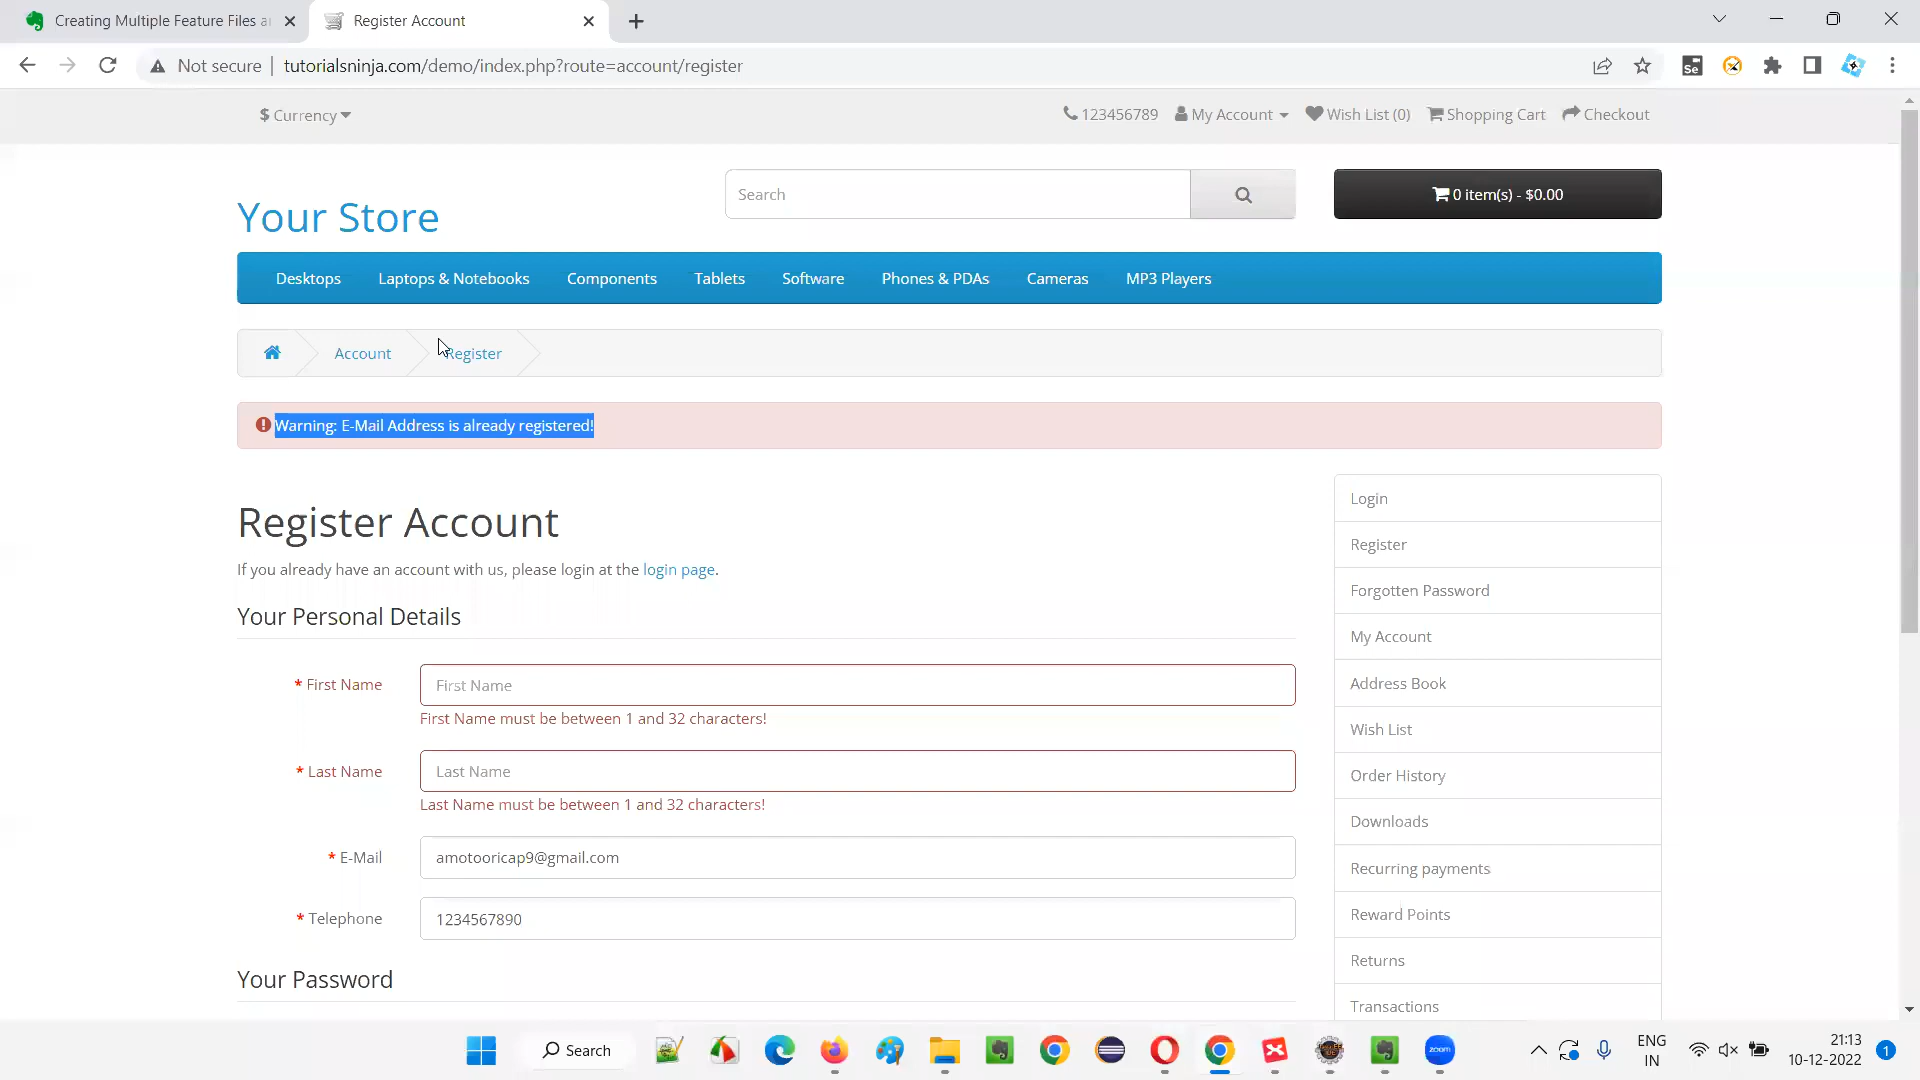 Creating Multiple Feature Files a
Register Account
Not secure
tutorialsninja.com/demo/index.php?route=account/register
$ Currency
123456789
My Account
Wish List (0)
Shopping Cart
Checkout
Your Store
Search
0 item(s) - $0.00
Desktops
Laptops & Notebooks
Components
Tablets
Software
Phones & PDAs
Cameras
MP3 Players
Account
Register
Warning: E-Mail Address is already registered!
Register Account
If you already have an account with us, please login at the login page.
Your Personal Details
* First Name
First Name
First Name must be between 1 and 32 characters!
* Last Name
Last Name
Last Name must be between 1 and 32 characters!
* E-Mail
amotooricap9@gmail.com
* Telephone
1234567890
Your Password
Login
Register
Forgotten Password
My Account
Address Book
Wish List
Order History
Downloads
Recurring payments
Reward Points
Returns
Transactions
Search
zoom
ENG
IN
21:13
10-12-2022
1